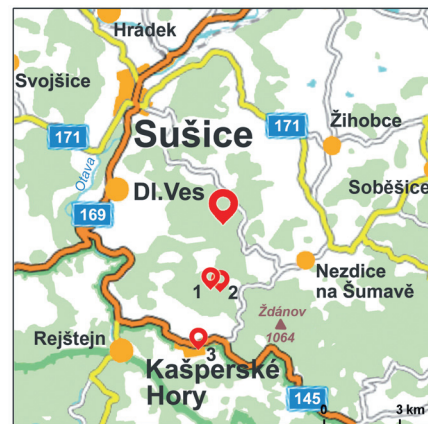 Hrádek
Svojšice
171
Sušice
171
Žihobce
Otava
Dl.Ves
Soběšice
169
1
2
Nezdice
na Šumavě
Ždánov
1064
Rejštejn
3
Kašperské
Hory
145
0
3 km